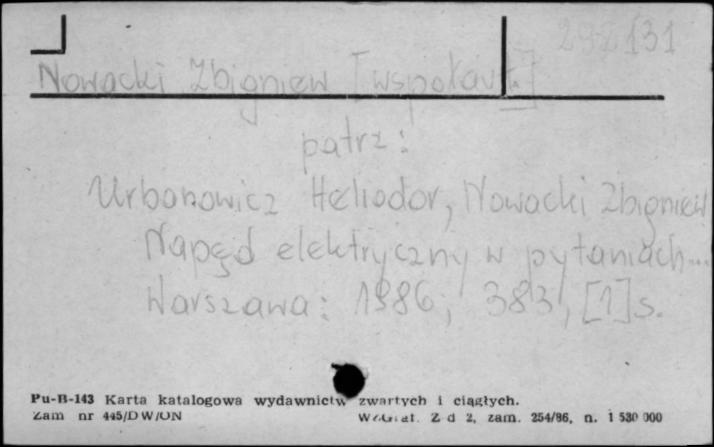 298131
Nowacki Zbigniew [współaut.]
patrz:
Urbanowicz Heliodor, Nowacki Zbigniew
Napęd elektryczny w pytaniach...
Warszawa: 1986, 383, [1] s.
Pu-B-143 Karta katalogowa wydawnictw zwartych i ciągłych.
Zam nr 445/DW/UN Z-d 2, zam. 254/86, n. 1 530 000